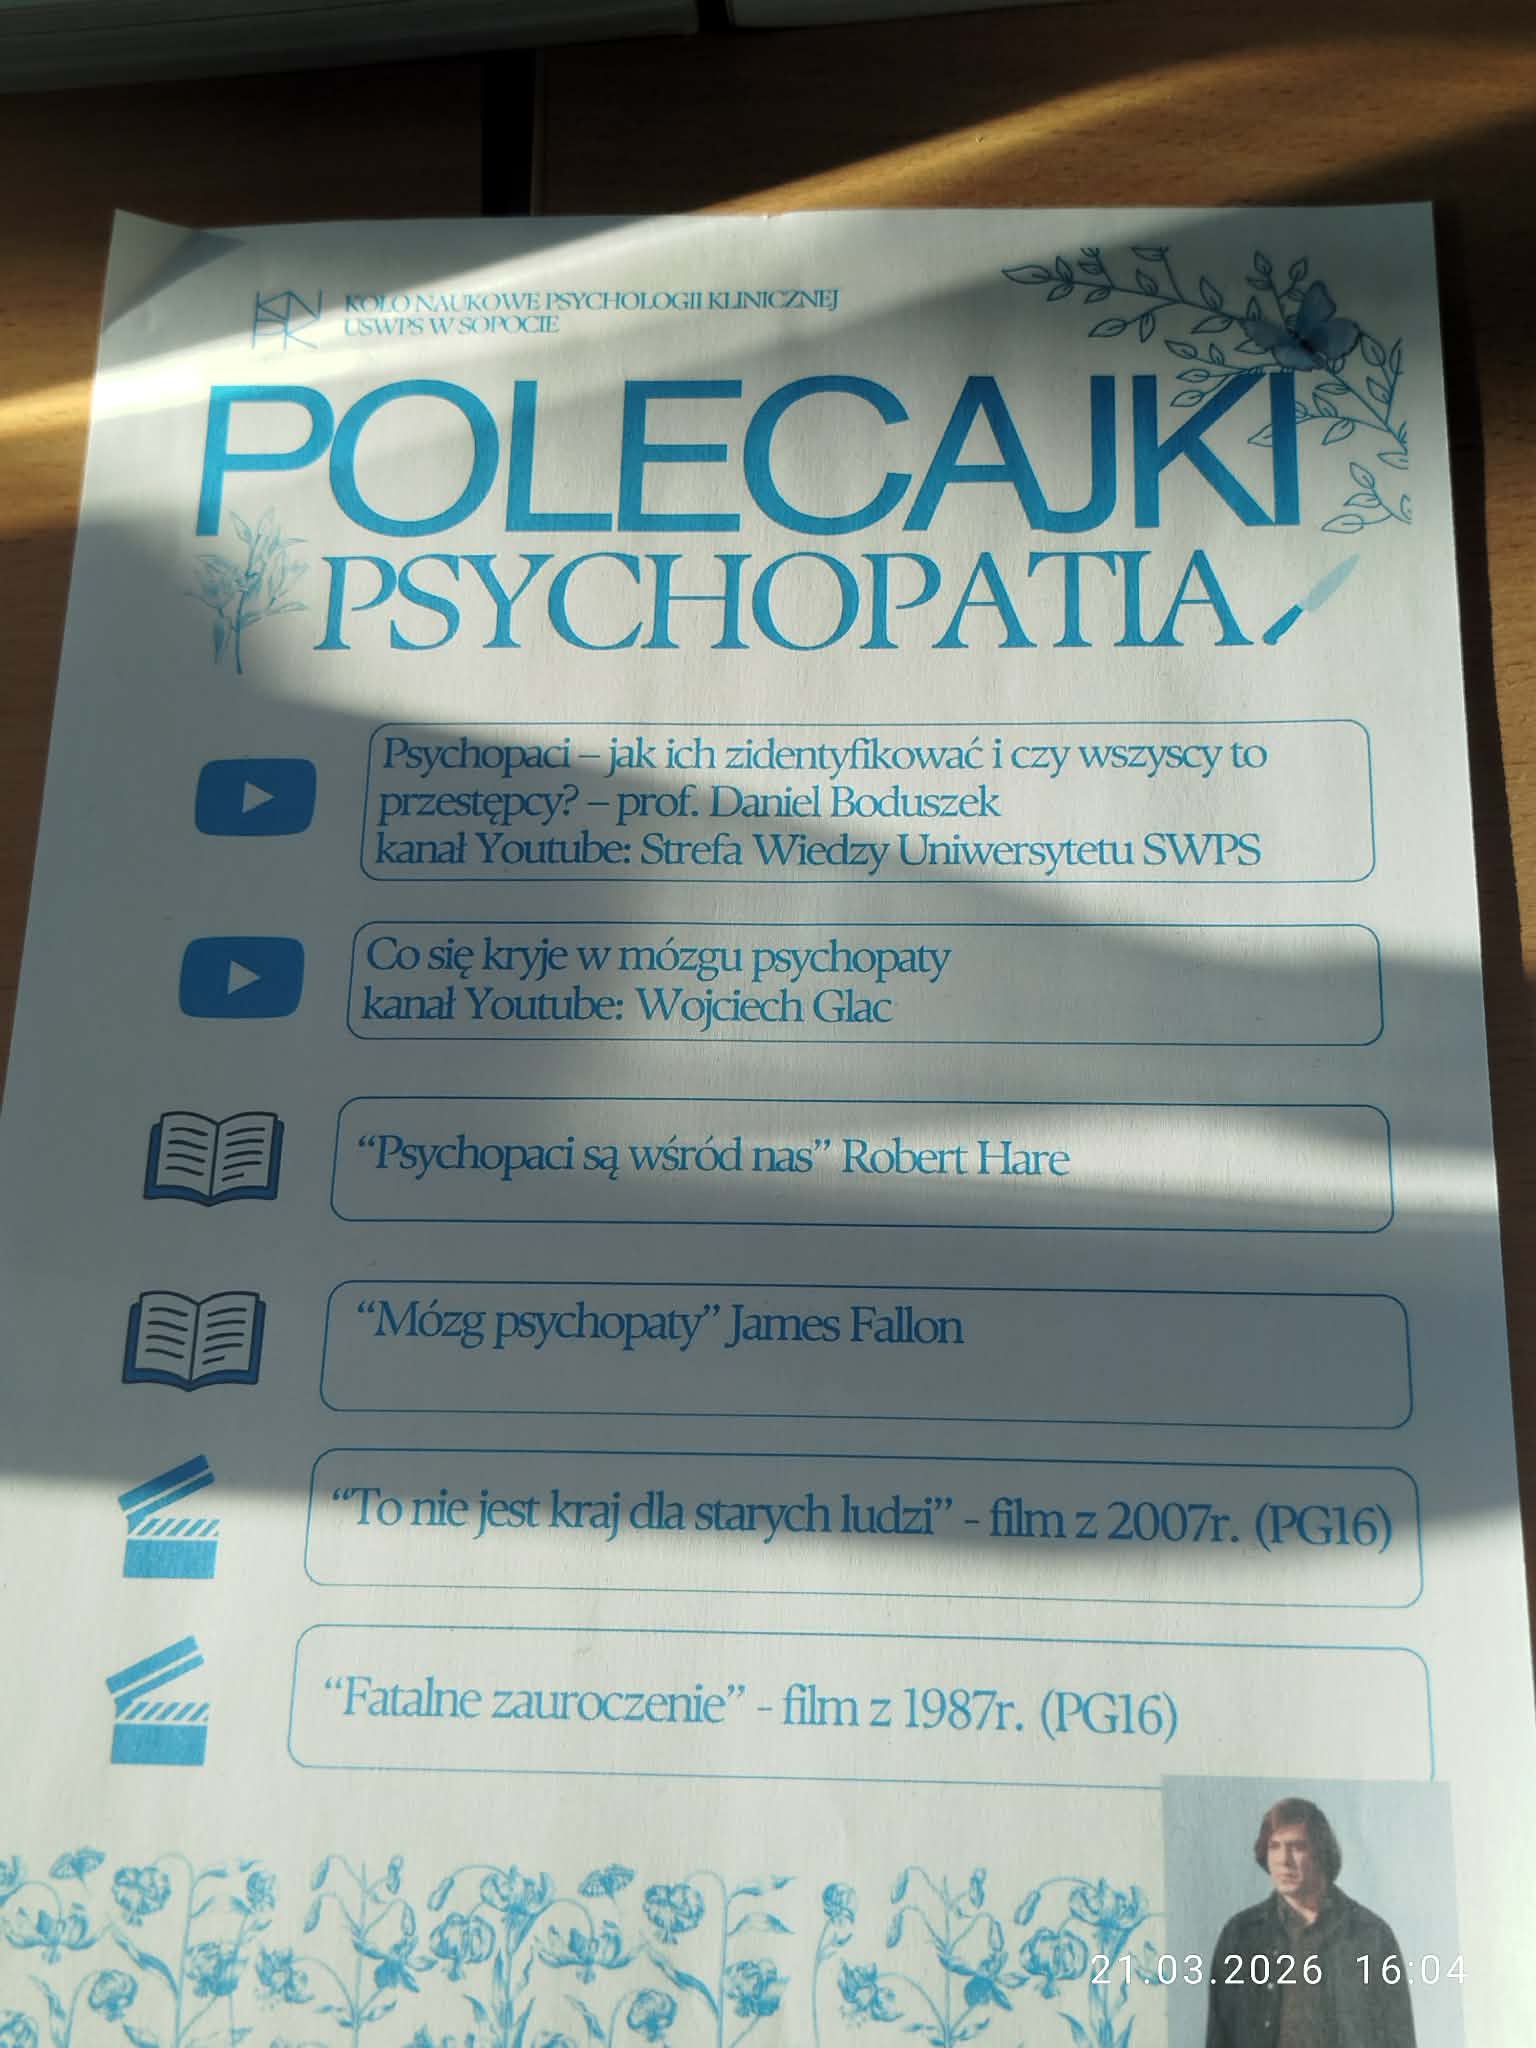 KNPK
KOŁO NAUKOWE PSYCHOLOGII KLINICZNEJ
USWPS W SOPOCIE
POLECAJKI
PSYCHOPATIA
Psychopaci – jak ich zidentyfikować i czy wszyscy to
przestępcy? – prof. Daniel Boduszek
kanał Youtube: Strefa Wiedzy Uniwersytetu SWPS
Co się kryje w mózgu psychopaty
kanał Youtube: Wojciech Glac
“Psychopaci są wśród nas” Robert Hare
“Mózg psychopaty” James Fallon
“To nie jest kraj dla starych ludzi” - film z 2007r. (PG16)
“Fatalne zauroczenie” - film z 1987r. (PG16)
21.03.2026 16:04